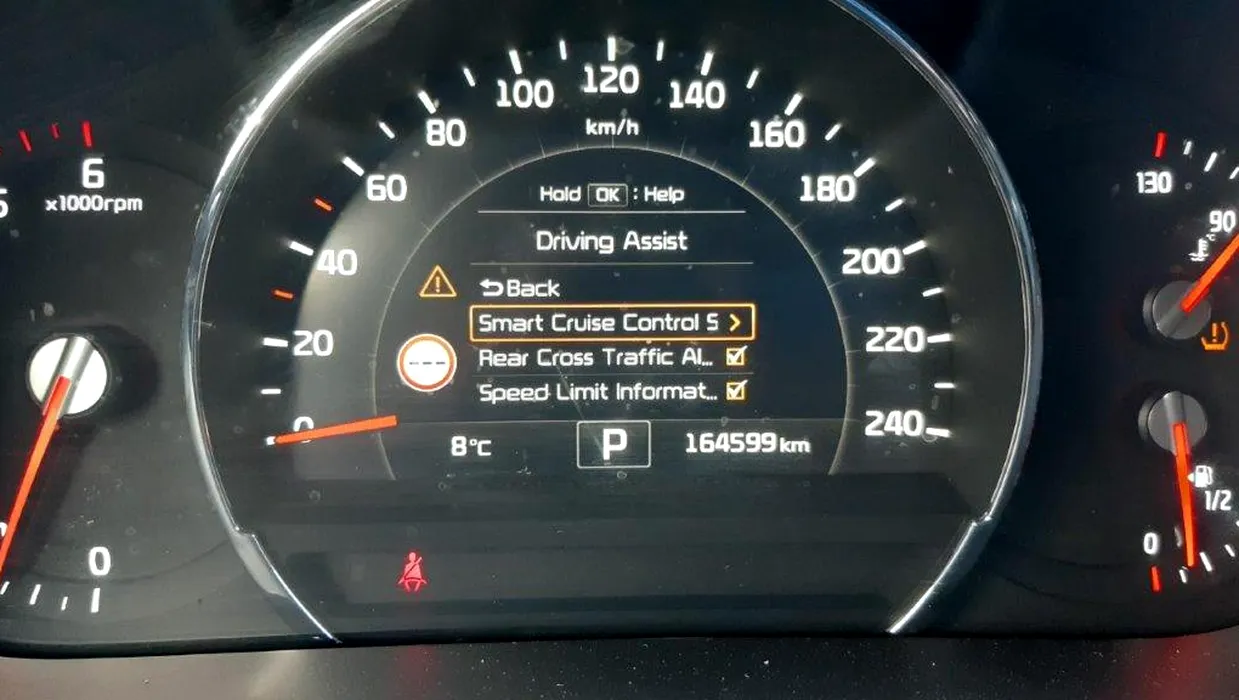 120
100
140
80
km/h
160
6
x1000rpm
130
60
Hold OK : Help
180
90
Driving Assist
40
200
°C
Back
20
Smart Cruise Control S
220
Rear Cross Traffic Al...
Speed Limit Informat...
0
8°C
P
164599 km
240
1/2
0
0